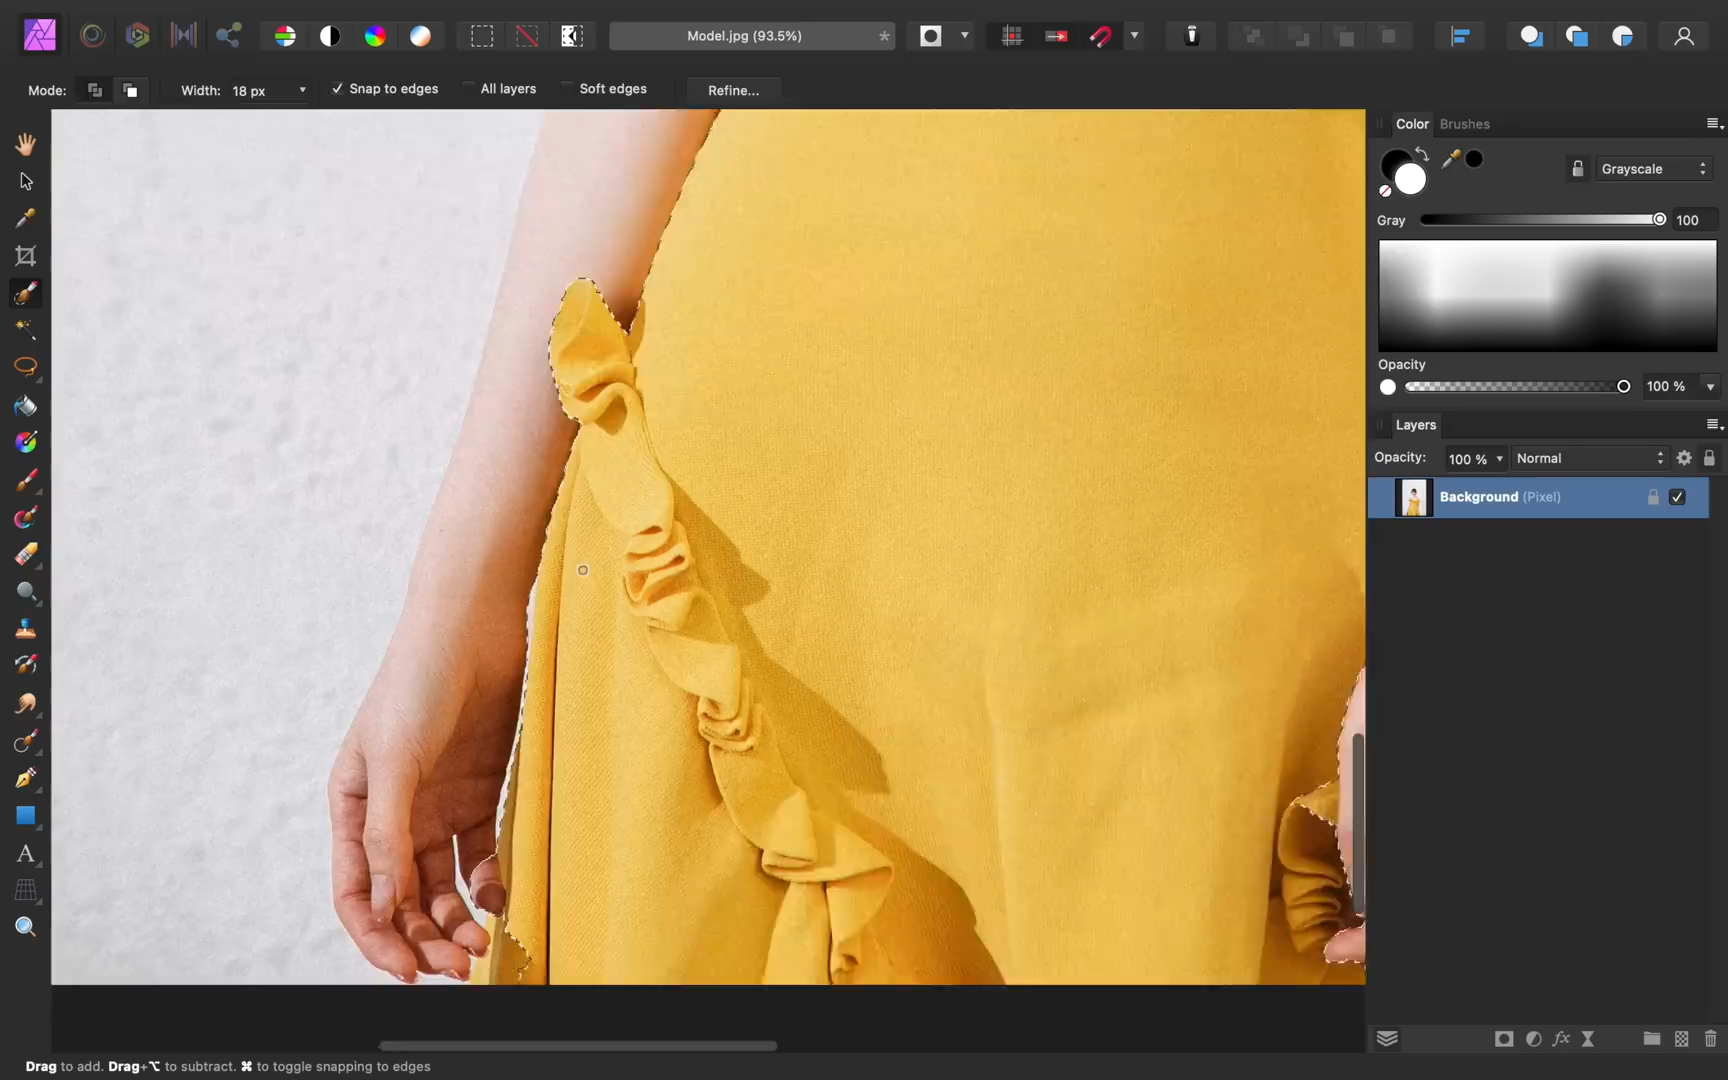 Model.jpg (93.5%)
*
Mode:
Width: 18 px
Snap to edges
All layers
Soft edges
Refine...
Color
Brushes
Grayscale
Gray
100
Opacity
100 %
Layers
Opacity: 100 %
Normal
Background (Pixel)
fx
A
Drag to add. Drag+⌥ to subtract. ⌘ to toggle snapping to edges